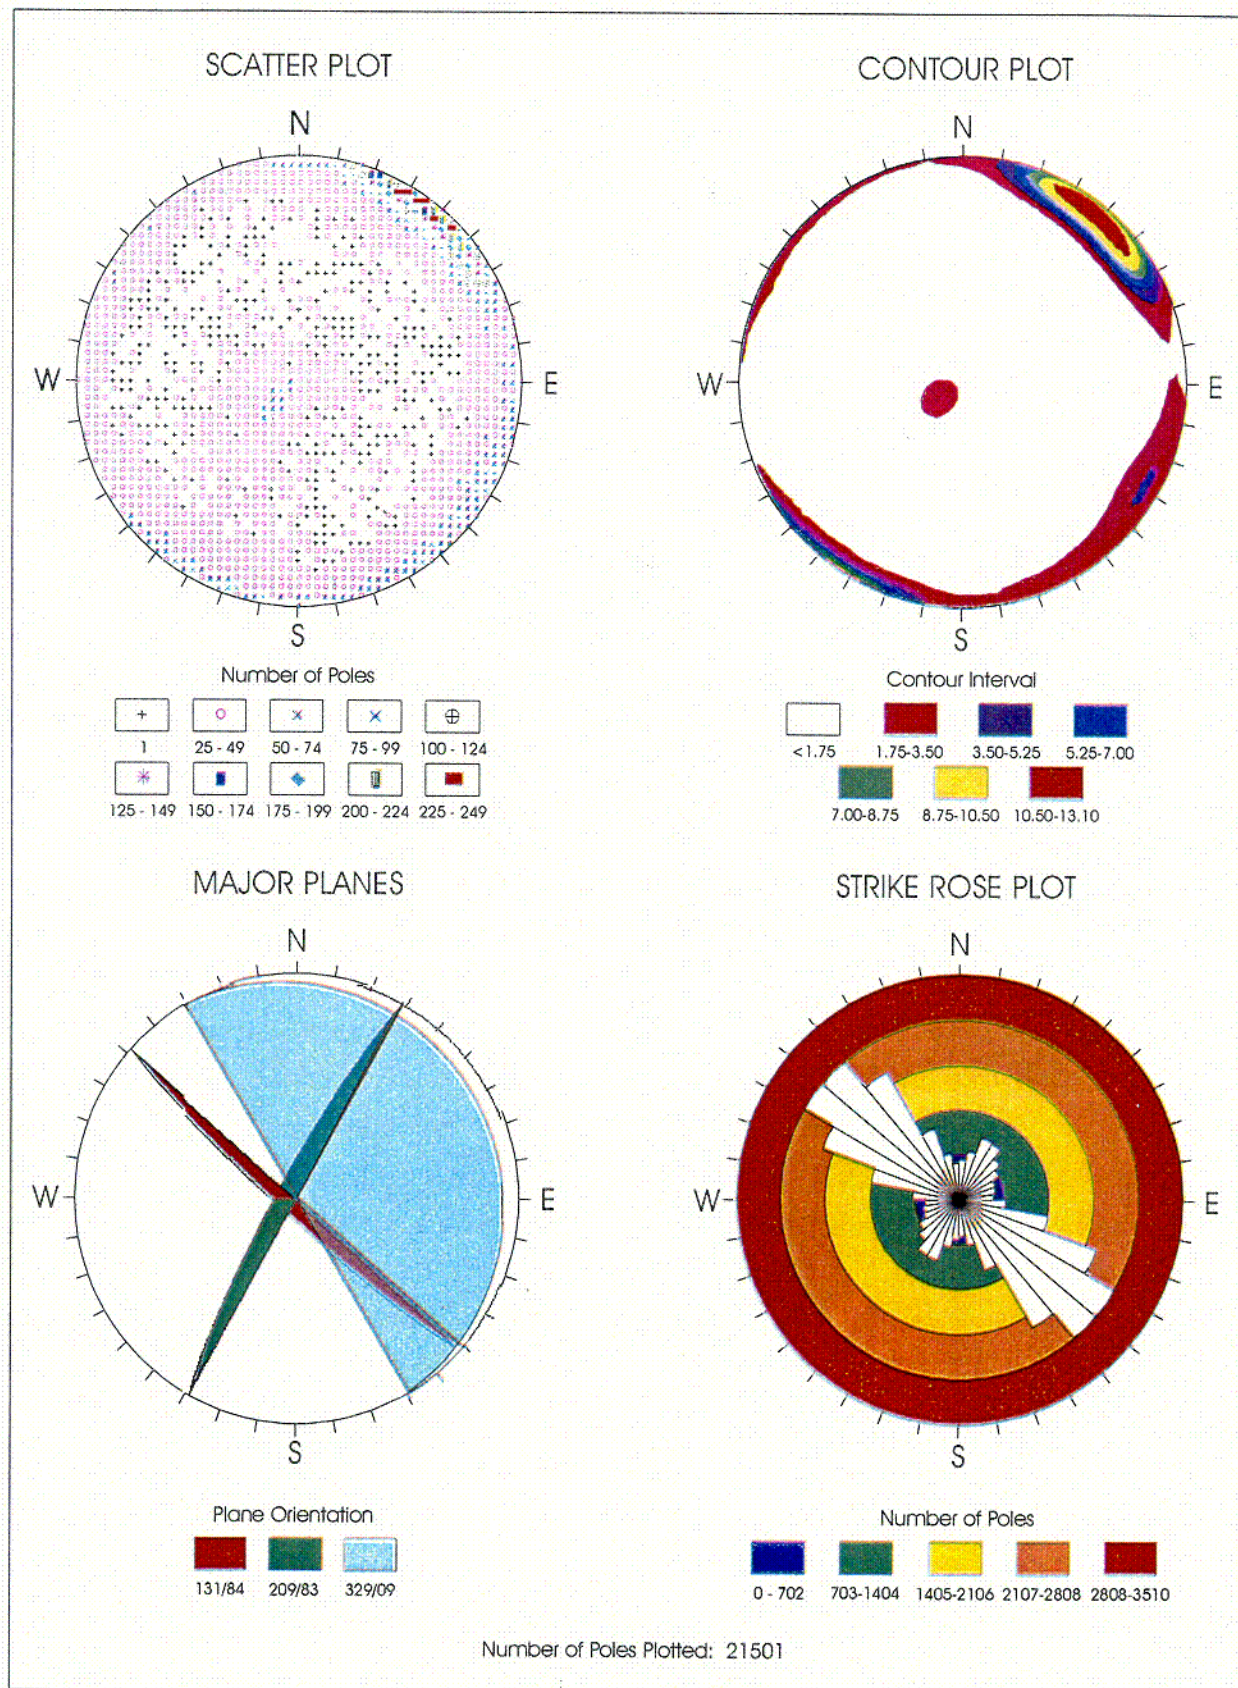 SCATTER PLOT
N
W
E
S
Number of Poles
1
25 - 49
50 - 74
75 - 99
100 - 124
125 - 149
150 - 174
175 - 199
200 - 224
225 - 249
CONTOUR PLOT
N
W
E
S
Contour Interval
<1.75
1.75-3.50
3.50-5.25
5.25-7.00
7.00-8.75
8.75-10.50
10.50-13.10
MAJOR PLANES
N
W
E
S
Plane Orientation
131/84
209/83
329/09
STRIKE ROSE PLOT
N
W
E
S
Number of Poles
0 - 702
703-1404
1405-2106
2107-2808
2808-3510
Number of Poles Plotted: 21501